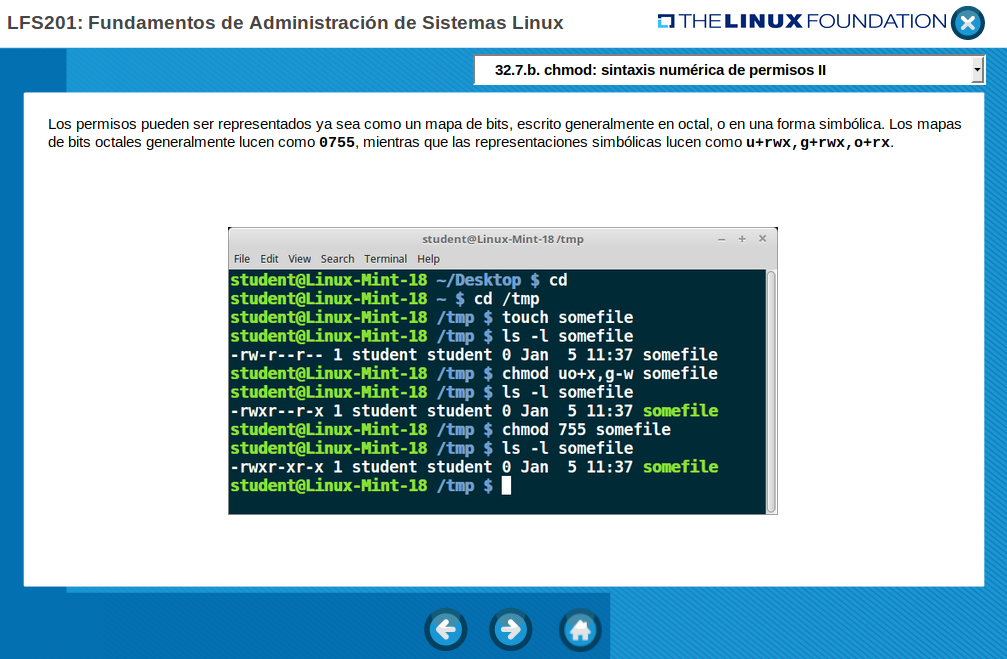 LFS201: Fundamentos de Administración de Sistemas Linux
THE LINUX FOUNDATION
32.7.b. chmod: sintaxis numérica de permisos II
Los permisos pueden ser representados ya sea como un mapa de bits, escrito generalmente en octal, o en una forma simbólica. Los mapas
de bits octales generalmente lucen como 0755, mientras que las representaciones simbólicas lucen como u+rwx,g+rwx,o+rx.
student@Linux-Mint-18 /tmp
File Edit View Search Terminal Help
student@Linux-Mint-18 ~/Desktop $ cd
student@Linux-Mint-18 ~ $ cd /tmp
student@Linux-Mint-18 /tmp $ touch somefile
student@Linux-Mint-18 /tmp $ ls -l somefile
-rw-r--r-- 1 student student 0 Jan  5 11:37 somefile
student@Linux-Mint-18 /tmp $ chmod uo+x,g-w somefile
student@Linux-Mint-18 /tmp $ ls -l somefile
-rwxr--r-x 1 student student 0 Jan  5 11:37 somefile
student@Linux-Mint-18 /tmp $ chmod 755 somefile
student@Linux-Mint-18 /tmp $ ls -l somefile
-rwxr-xr-x 1 student student 0 Jan  5 11:37 somefile
student@Linux-Mint-18 /tmp $